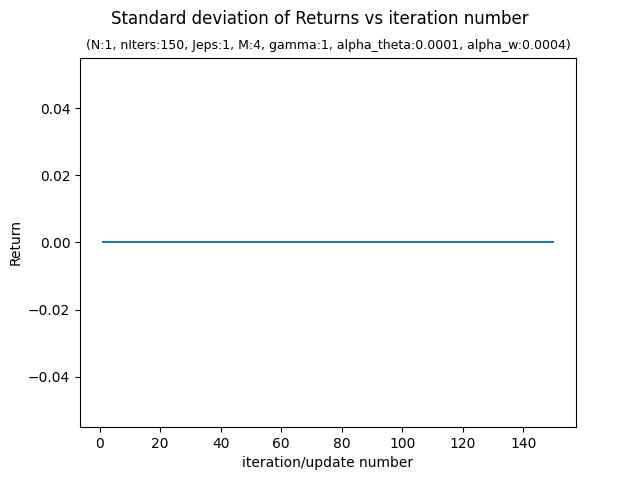 Standard deviation of Returns vs iteration number
(N:1, nIters:150, Jeps:1, M:4, gamma:1, alpha_theta:0.0001, alpha_w:0.0004)
0.04
0.02
0.00
−0.02
−0.04
Return
0 20 40 60 80 100 120 140
iteration/update number